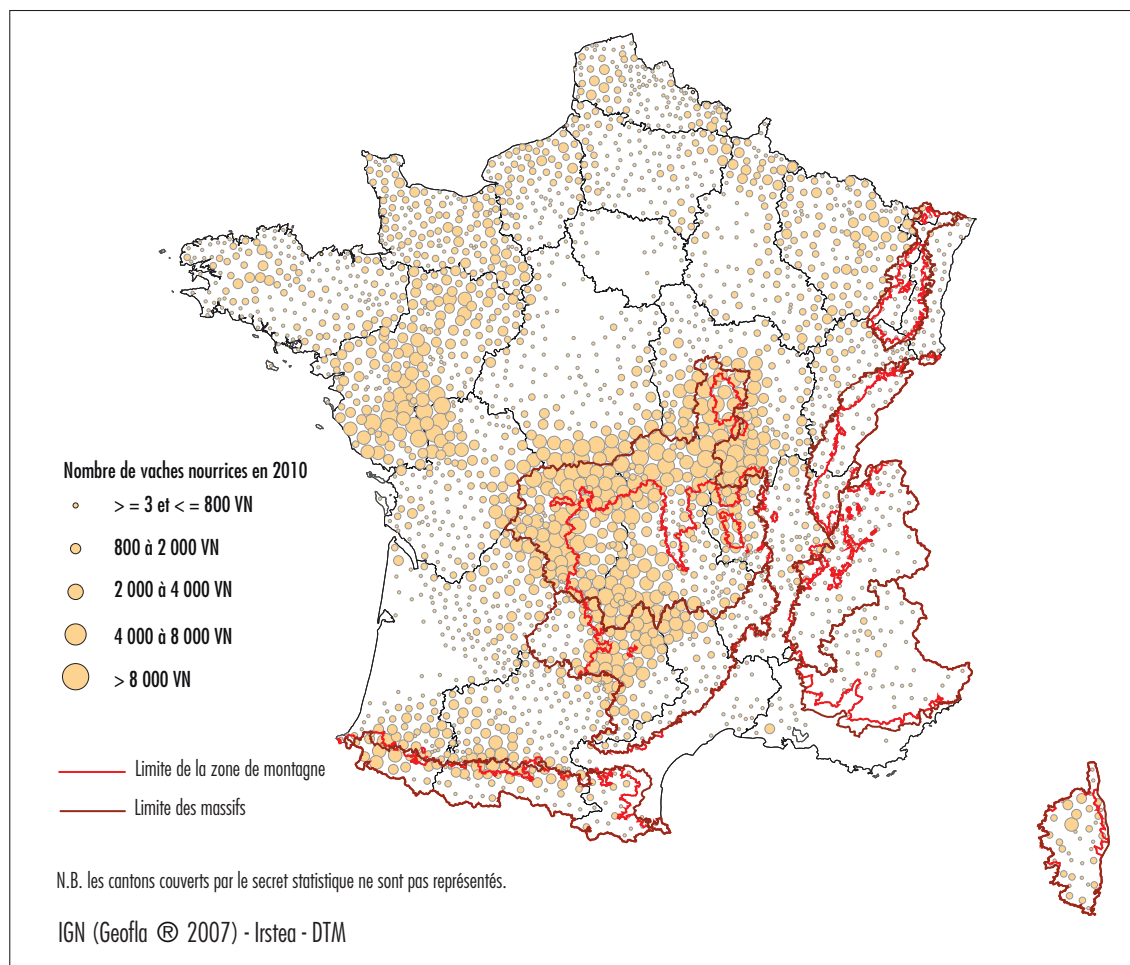 Nombre de vaches nourrices en 2010
> = 3 et < = 800 VN
800 à 2 000 VN
2 000 à 4 000 VN
4 000 à 8 000 VN
> 8 000 VN
Limite de la zone de montagne
Limite des massifs
N.B. les cantons couverts par le secret statistique ne sont pas représentés.
IGN (Geofla ® 2007) - Irstea - DTM